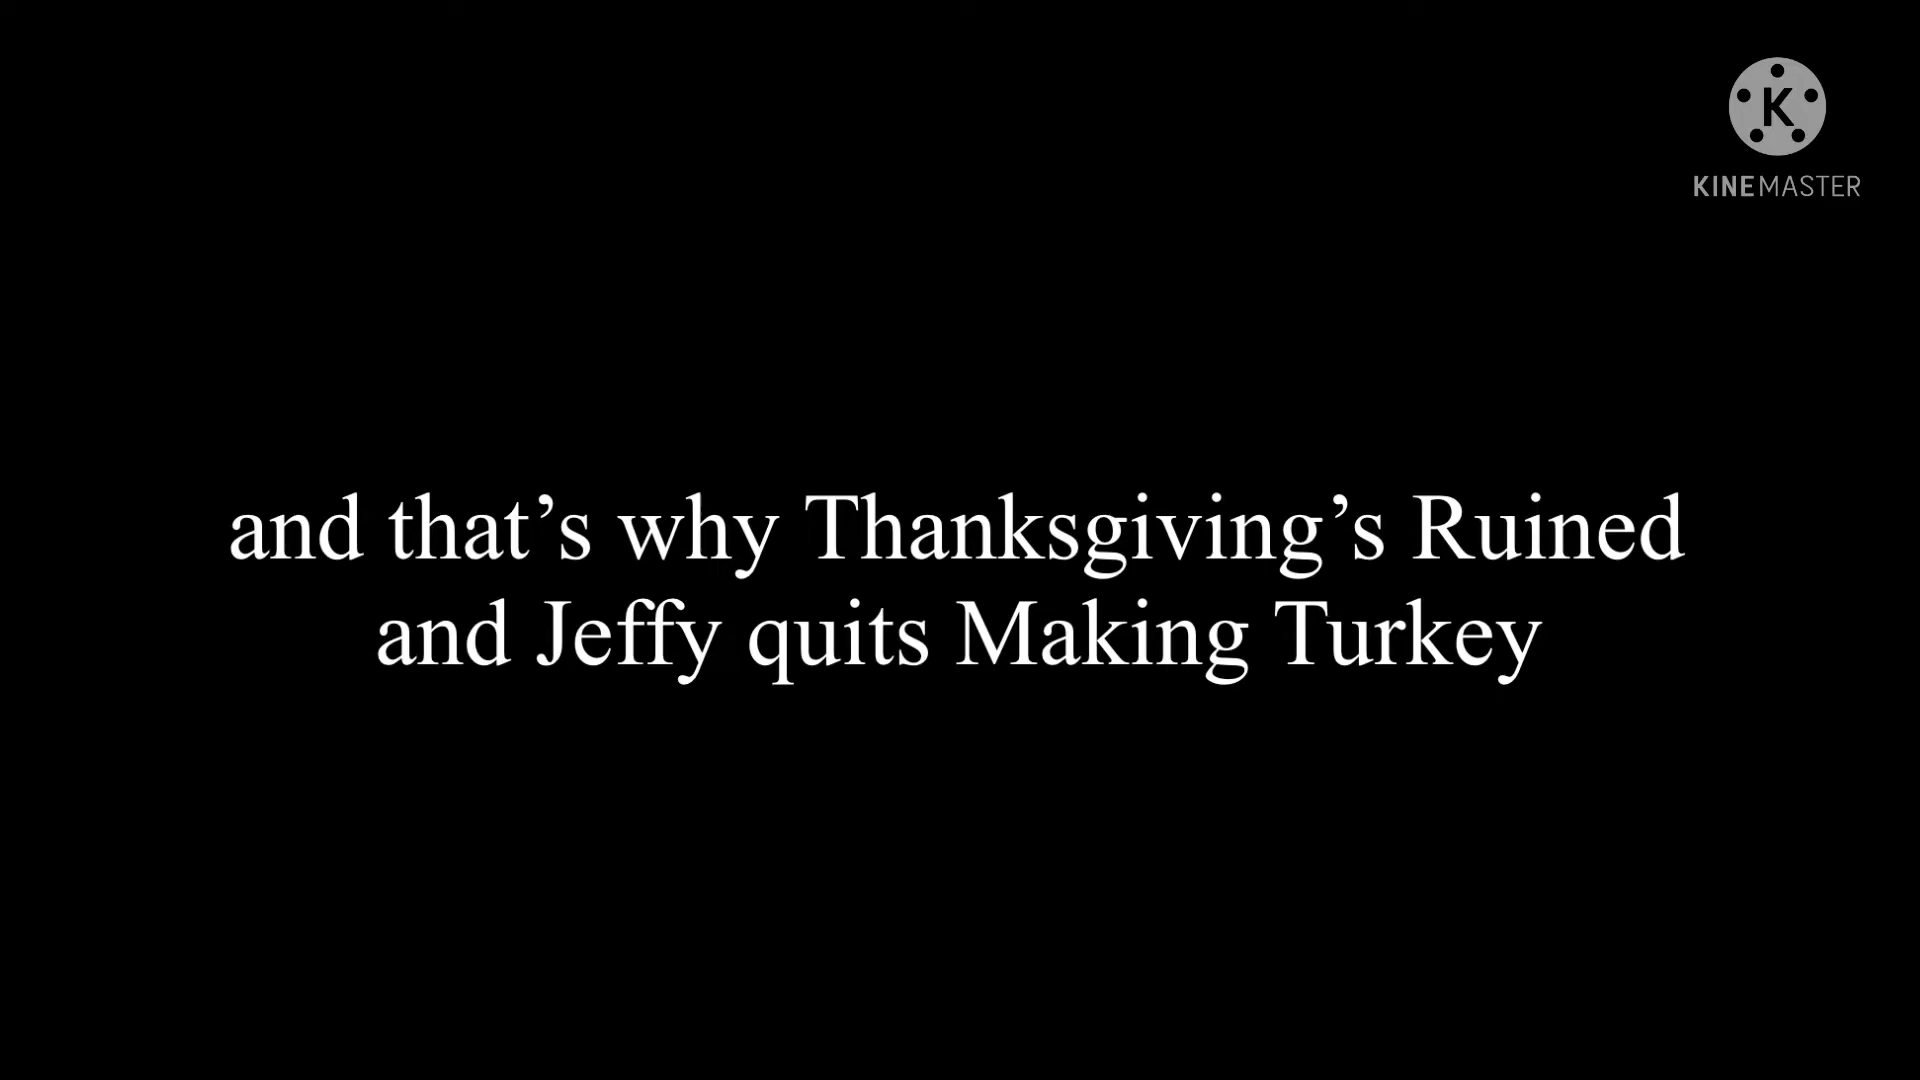 K
KINEMASTER
and that’s why Thanksgiving’s Ruined
and Jeffy quits Making Turkey